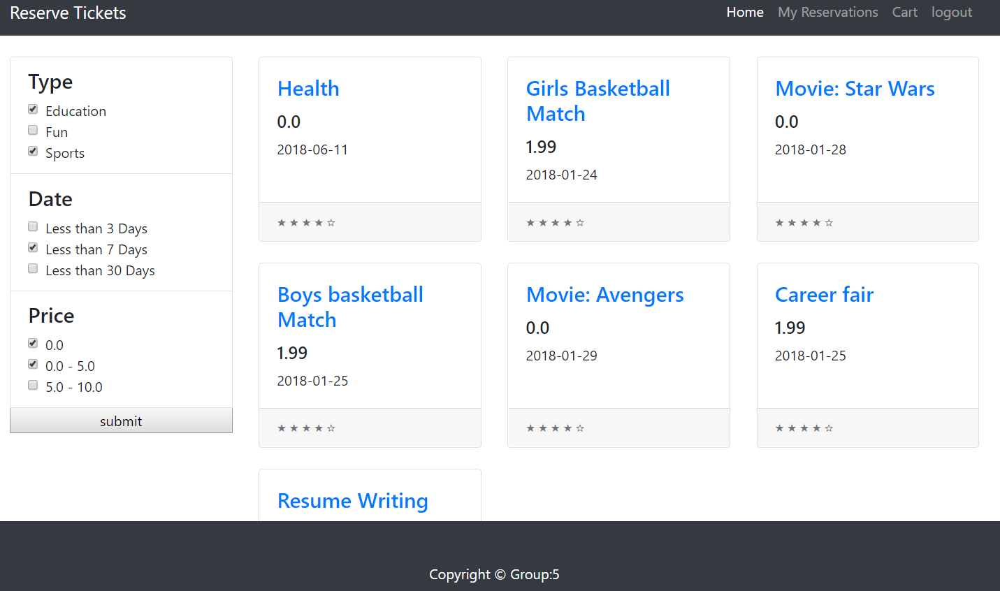 Reserve Tickets
Home My Reservations Cart logout
Type
Education
Fun
Sports
Date
Less than 3 Days
Less than 7 Days
Less than 30 Days
Price
0.0
0.0 - 5.0
5.0 - 10.0
submit
Health
0.0
2018-06-11
★ ★ ★ ★ ☆
Girls Basketball
Match
1.99
2018-01-24
★ ★ ★ ★ ☆
Movie: Star Wars
0.0
2018-01-28
★ ★ ★ ★ ☆
Boys basketball
Match
1.99
2018-01-25
★ ★ ★ ★ ☆
Movie: Avengers
0.0
2018-01-29
★ ★ ★ ★ ☆
Career fair
1.99
2018-01-25
★ ★ ★ ★ ☆
Resume Writing
Copyright © Group:5